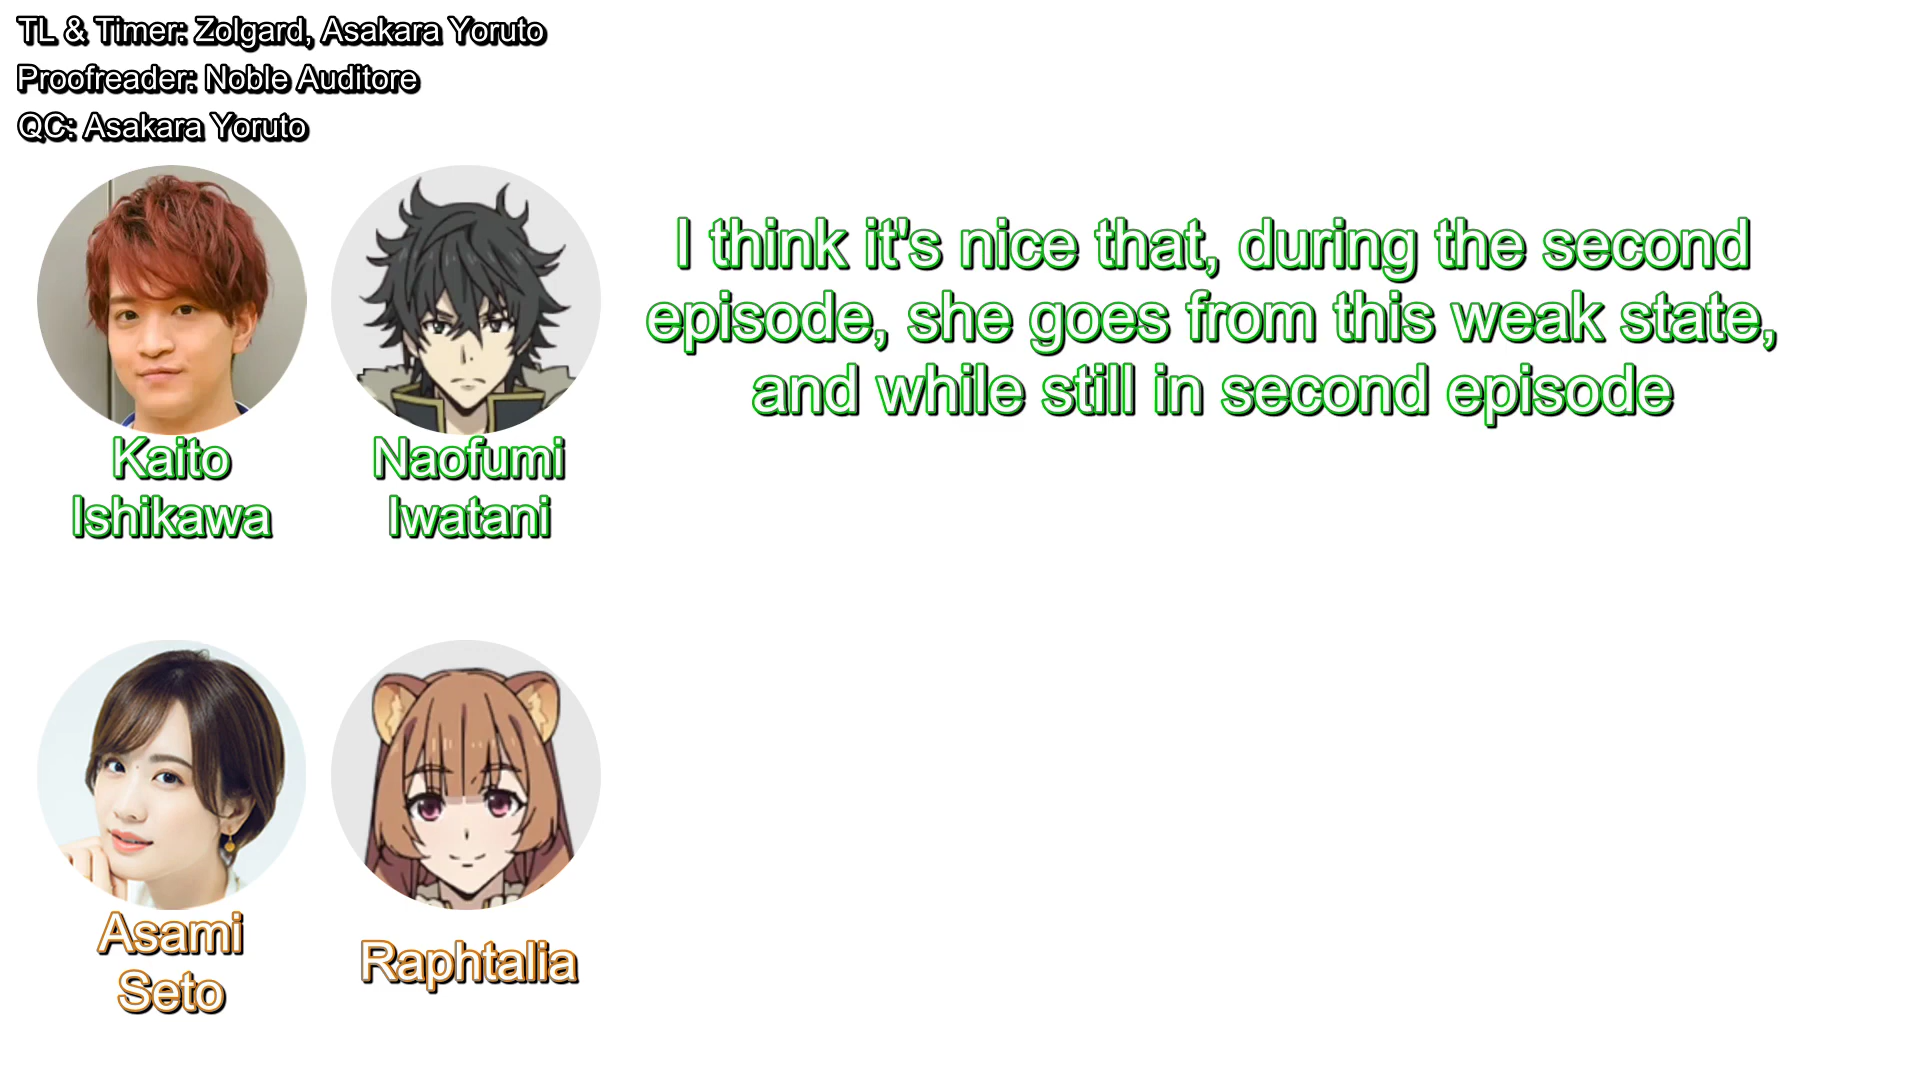 TL & Timer: Zolgard, Asakara Yoruto
Proofreader: Noble Auditore
QC: Asakara Yoruto
I think it's nice that, during the second
episode, she goes from this weak state,
and while still in second episode
Kaito
Ishikawa
Naofumi
Iwatani
Asami
Seto
Raphtalia